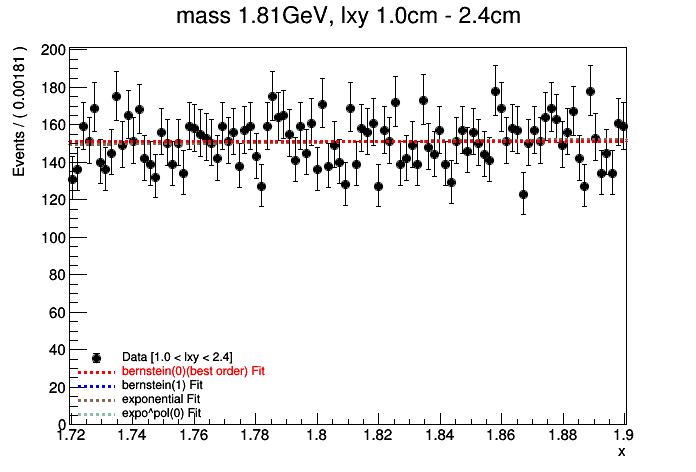 mass 1.81GeV, lxy 1.0cm - 2.4cm
Events / ( 0.00181 )
200
180
160
140
120
100
80
60
40
20
0
Data [1.0 < lxy < 2.4]
bernstein(0)(best order) Fit
bernstein(1) Fit
exponential Fit
expo^pol(0) Fit
1.72 1.74 1.76 1.78 1.8 1.82 1.84 1.86 1.88 1.9
x